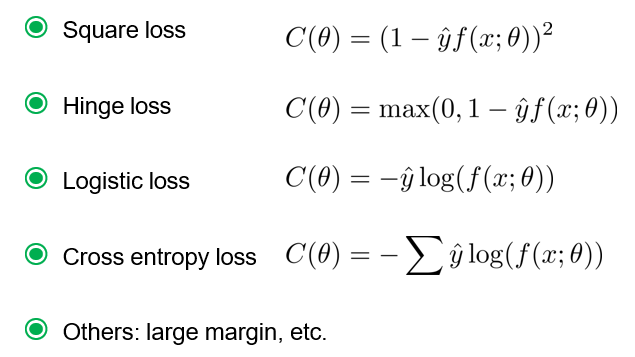 Square loss C(θ) = (1 − ŷf(x; θ))²
Hinge loss C(θ) = max(0, 1 − ŷf(x; θ))
Logistic loss C(θ) = −ŷ log(f(x; θ))
Cross entropy loss C(θ) = − ∑ ŷ log(f(x; θ))
Others: large margin, etc.